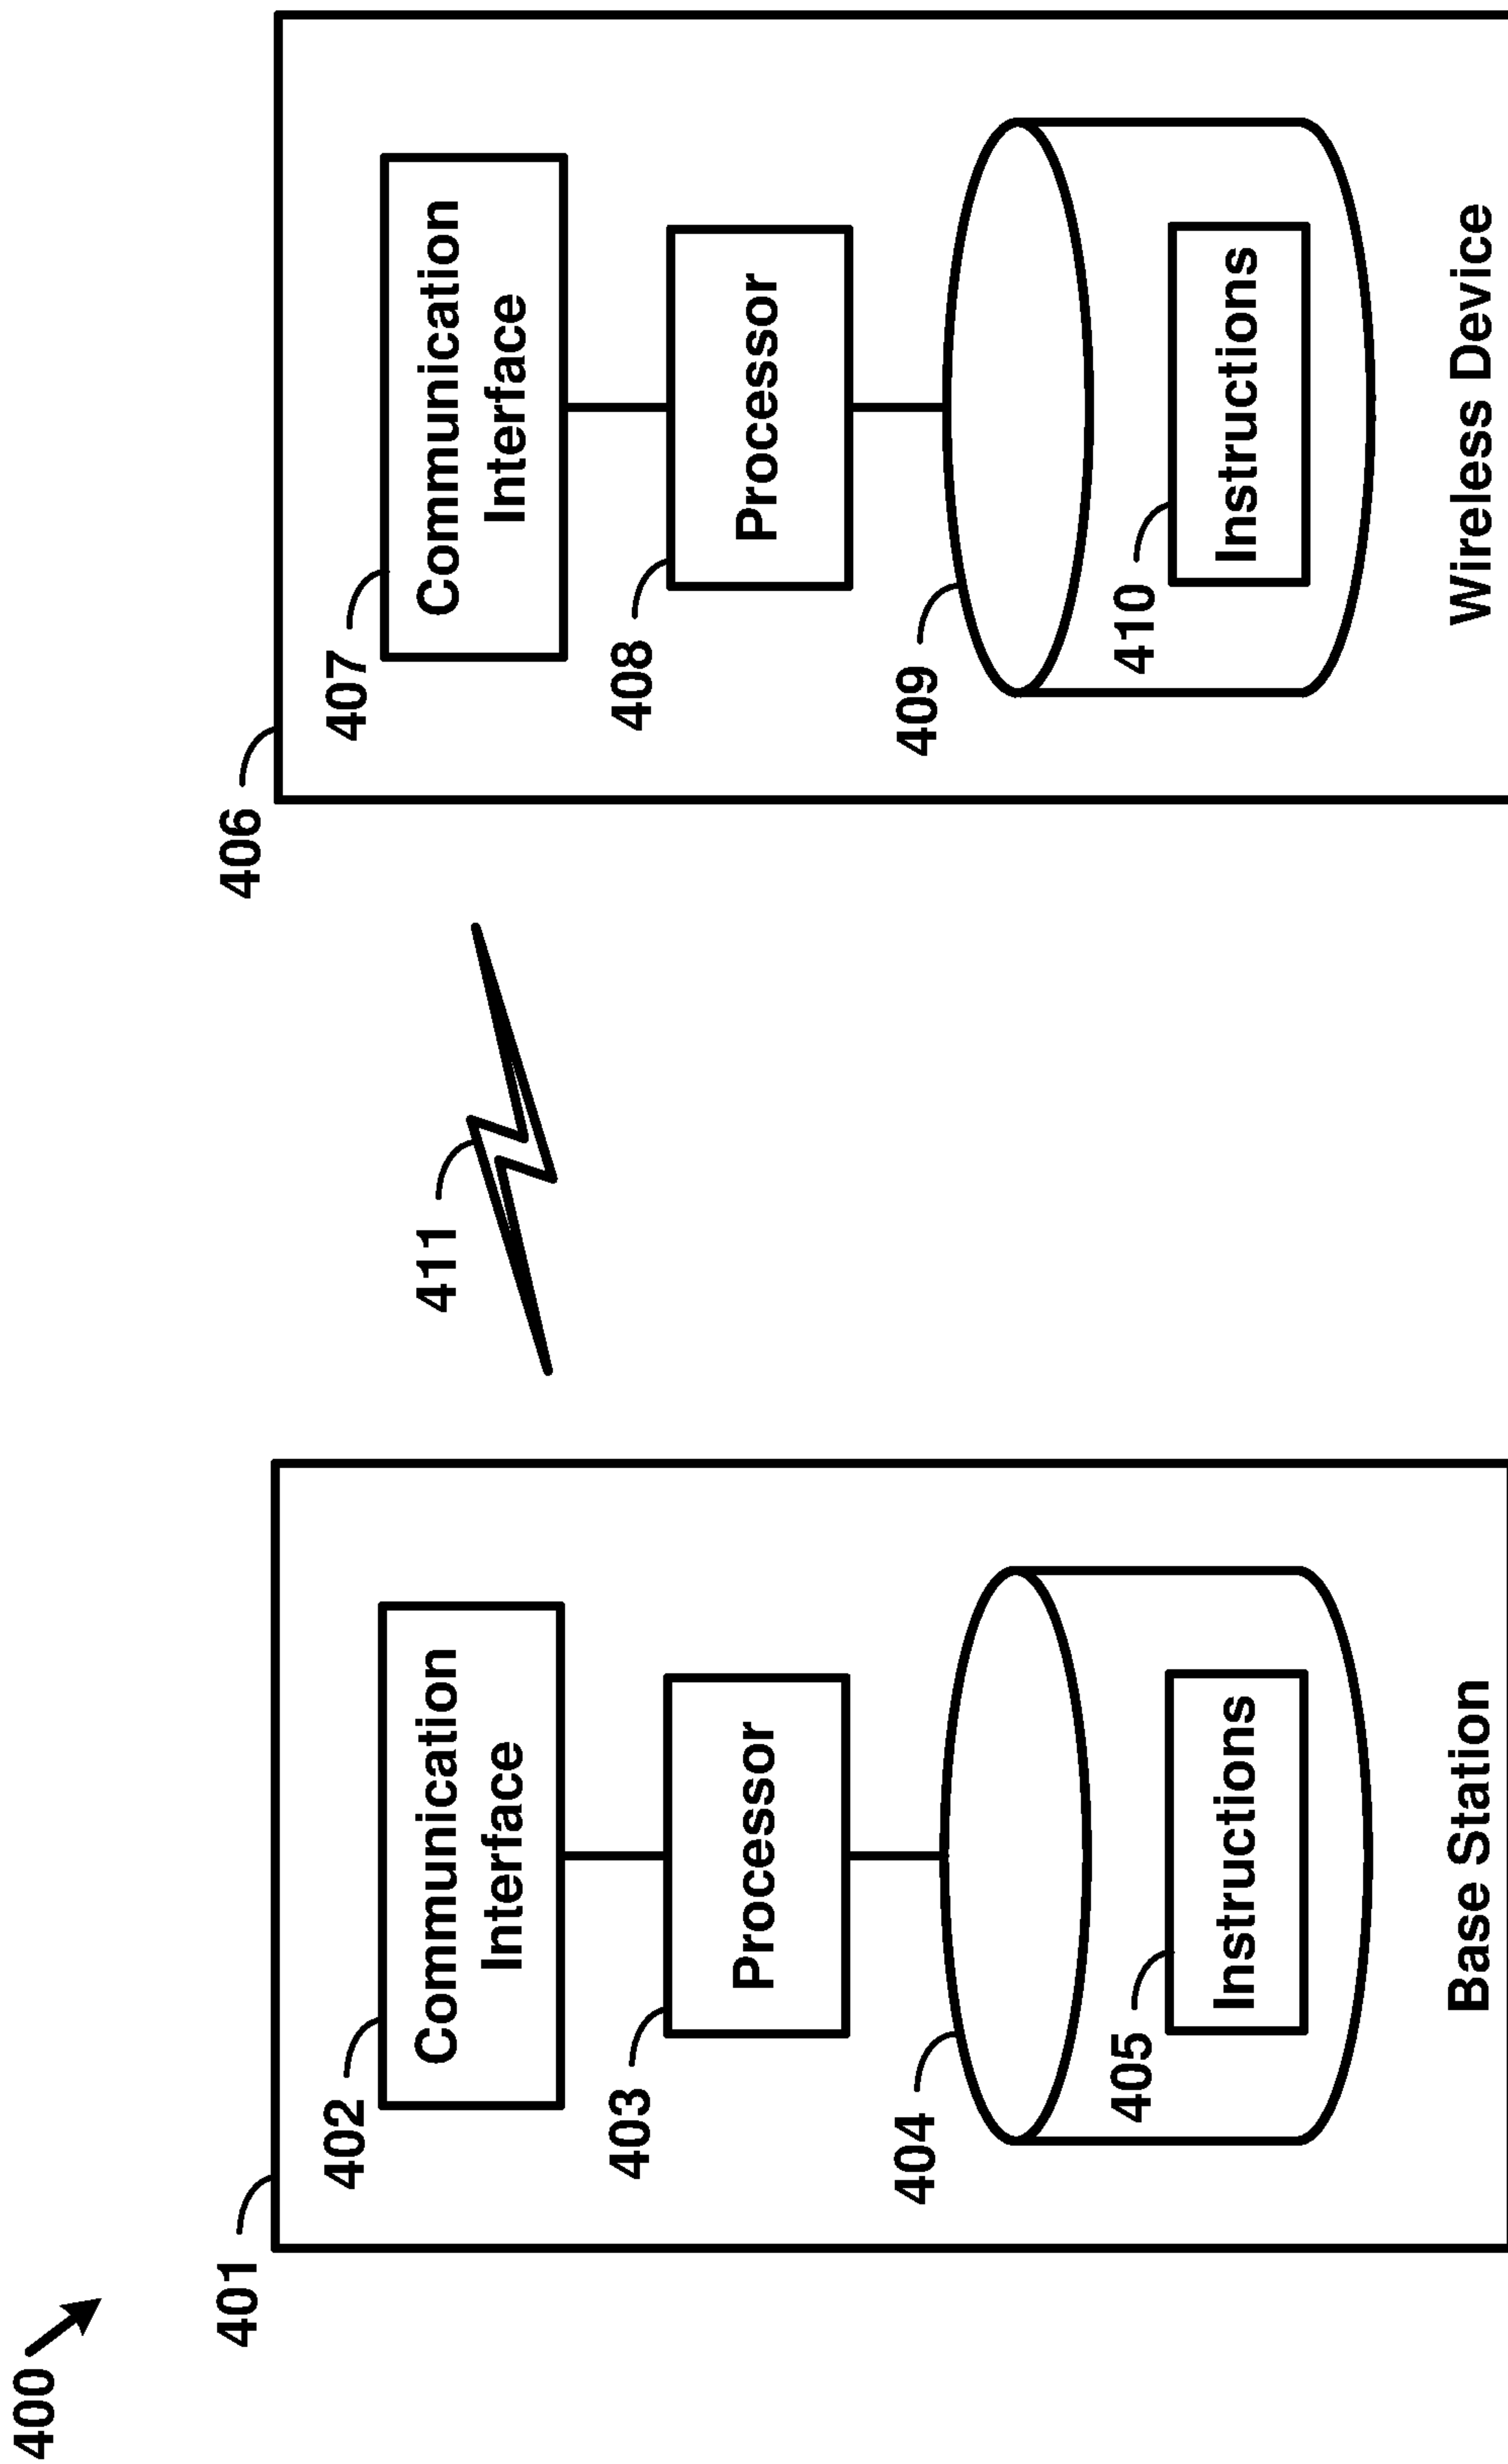 400
401
402
Communication
Interface
403
Processor
404
405
Instructions
Base Station
411
406
407
Communication
Interface
408
Processor
409
410
Instructions
Wireless Device